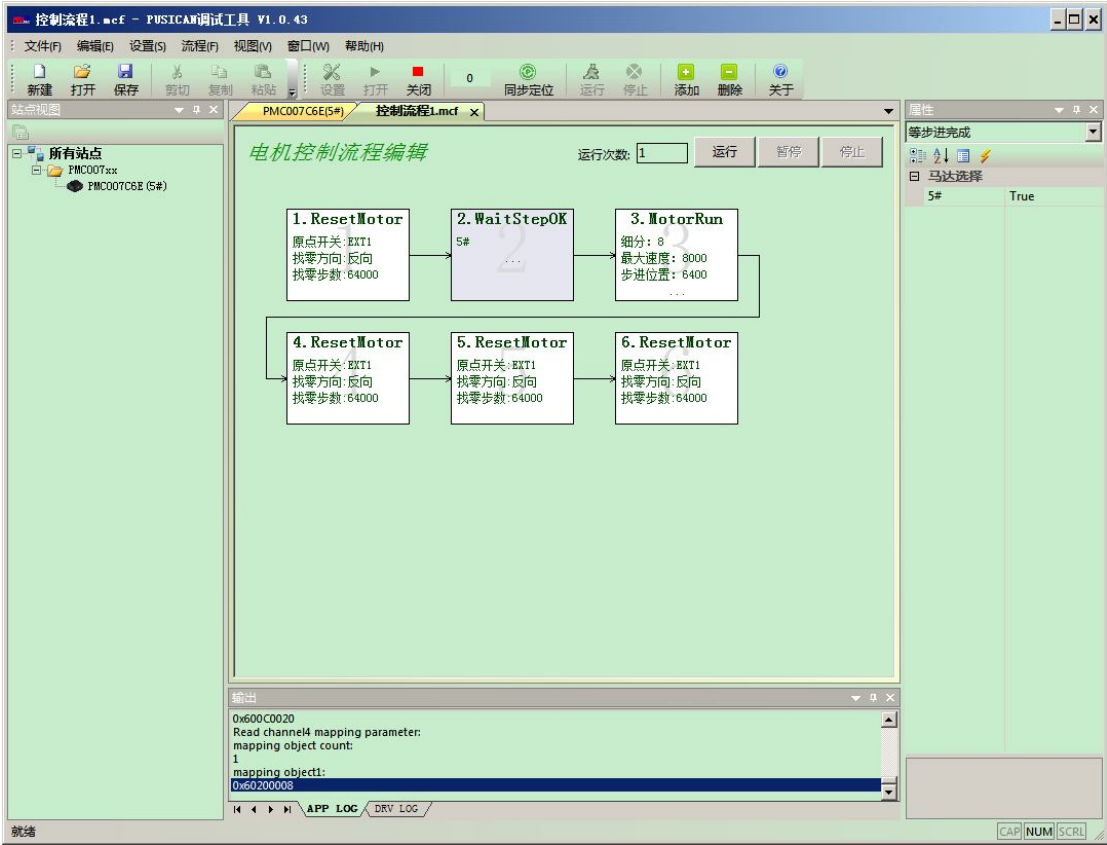 控制流程1.mcf - PUSICAN调试工具 V1.0.43
文件(F) 编辑(E) 设置(S) 流程(F) 视图(V) 窗口(W) 帮助(H)
新建 打开 保存 剪切 复制 粘贴 设置 打开 关闭 0 同步定位 运行 停止 添加 删除 关于
站点视图
所有站点
PMC007xx
PMC007C6E(5#)
PMC007C6E(5#) 控制流程1.mcf
电机控制流程编辑
运行次数: 1 运行 暂停 停止
1.ResetMotor
原点开关:EXT1
找零方向:反向
找零步数:64000
1
2.WaitStepOK
5#
...
2
3.MotorRun
细分: 8
最大速度: 8000
步进位置: 6400
...
3
4.ResetMotor
原点开关:EXT1
找零方向:反向
找零步数:64000
4
5.ResetMotor
原点开关:EXT1
找零方向:反向
找零步数:64000
5
6.ResetMotor
原点开关:EXT1
找零方向:反向
找零步数:64000
6
输出
0x600C0020
Read channel4 mapping parameter:
mapping object count:
1
mapping object1:
0x60200008
APP LOG DRV LOG
属性
等步进完成
马达选择
5# True
就绪
CAP NUM SCRL